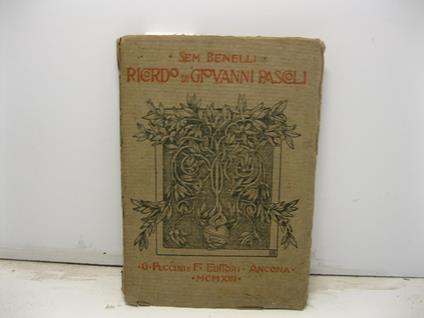 SEM BENELLI
RICORDO DI GIOVANNI PASCOLI
G. PUCCINI E F. EDITORI - ANCONA
MCMXIII